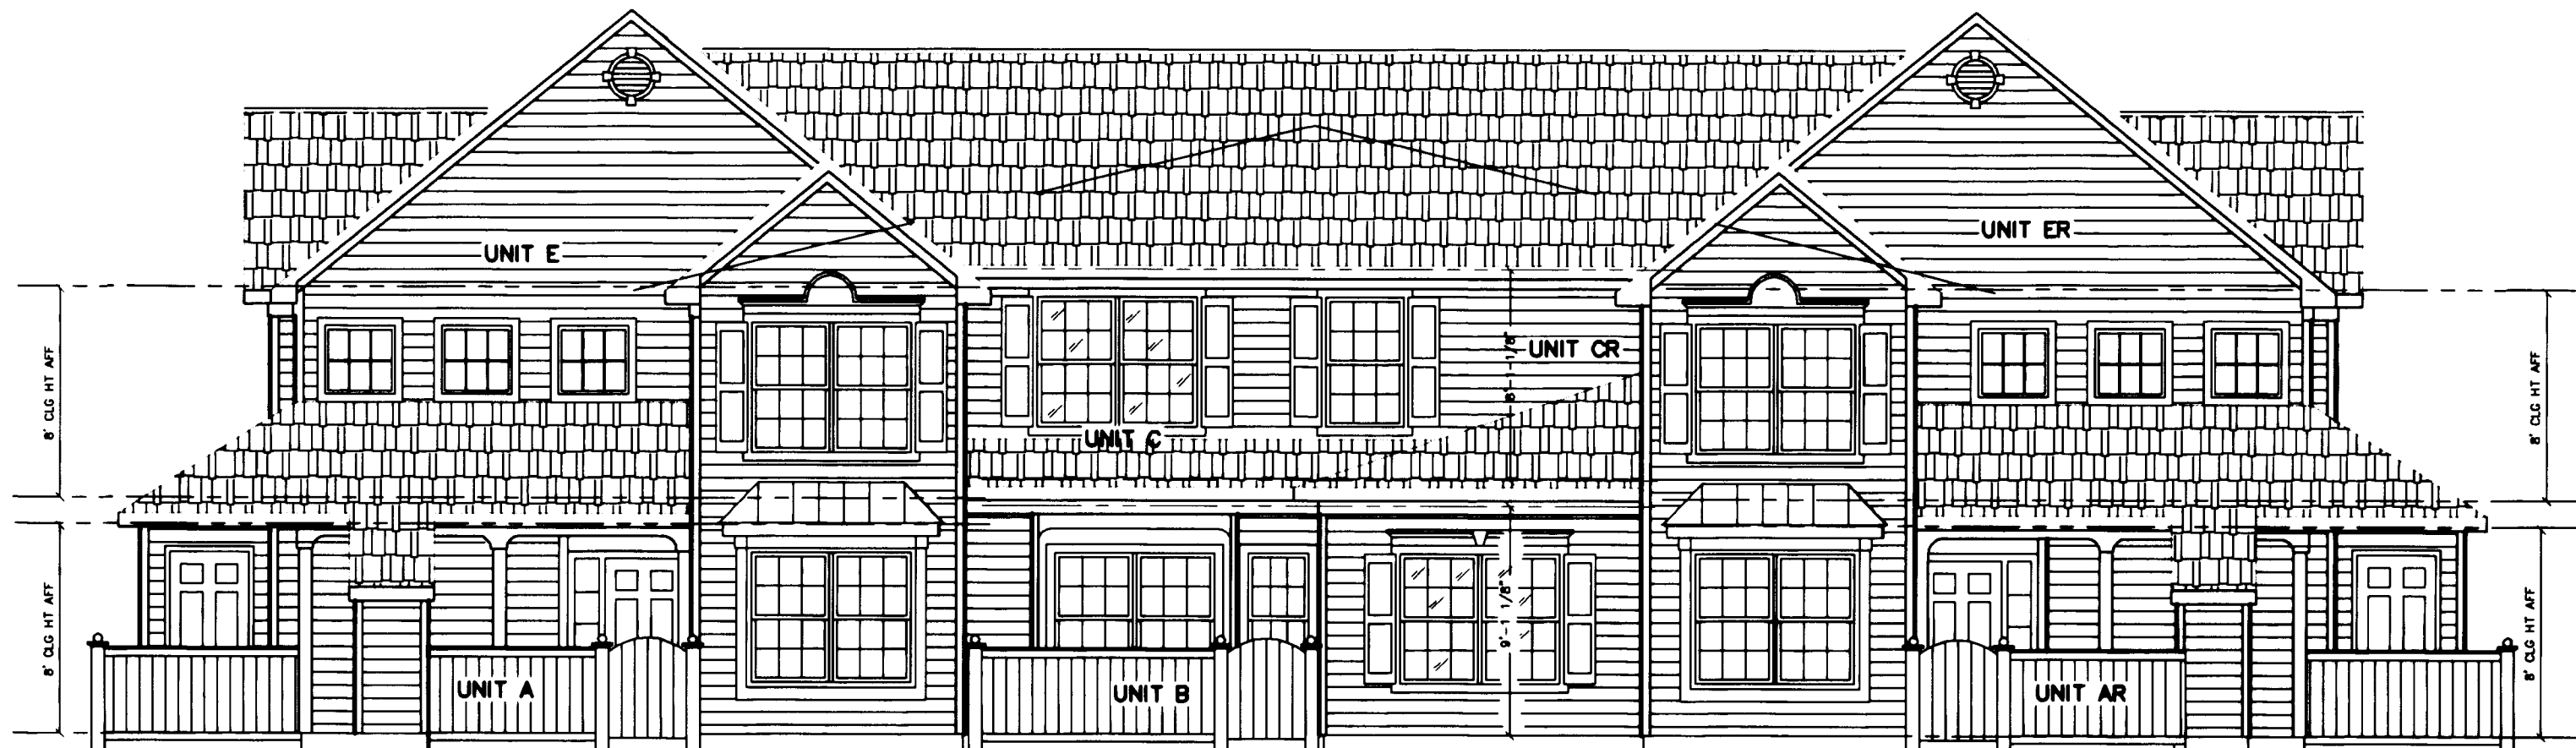 UNIT E
UNIT ER
8' CLG HT AFF
8'-1-1/8"
UNIT CR
8' CLG HT AFF
UNIT C
8' CLG HT AFF
9'-1 1/8"
8' CLG HT AFF
UNIT A
UNIT B
UNIT AR